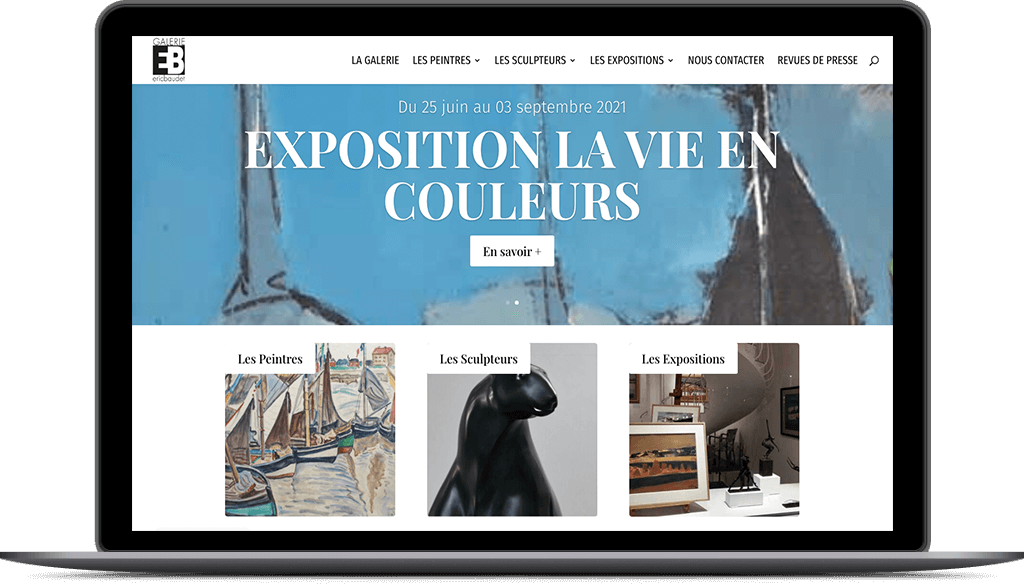 GALERIE
EB
ericbaudet
LA GALERIE LES PEINTRES LES SCULPTEURS LES EXPOSITIONS NOUS CONTACTER REVUES DE PRESSE
Du 25 juin au 03 septembre 2021
EXPOSITION LA VIE EN
COULEURS
En savoir +
Les Peintres Les Sculpteurs Les Expositions